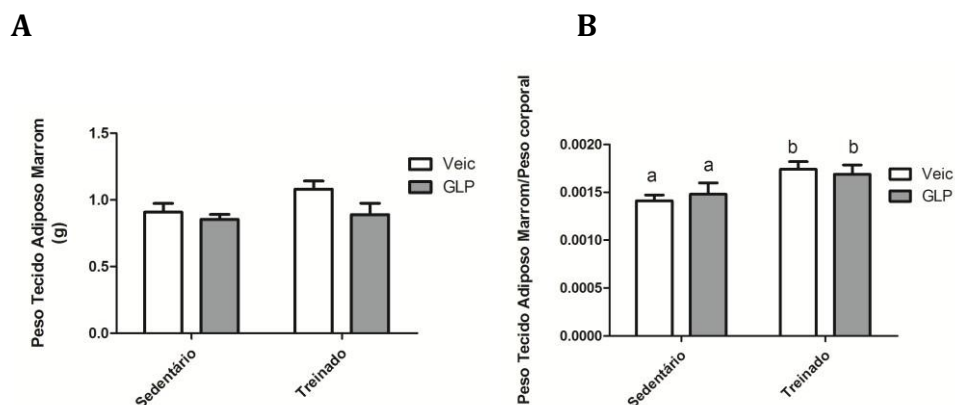 A
B
Peso Tecido Adiposo Marrom
(g)
1.5
1.0
0.5
0.0
Sedentário
Treinado
Veic
GLP
Peso Tecido Adiposo Marrom/Peso corporal
0.0020
0.0015
0.0010
0.0005
0.0000
a
a
b
b
Sedentário
Treinado
Veic
GLP